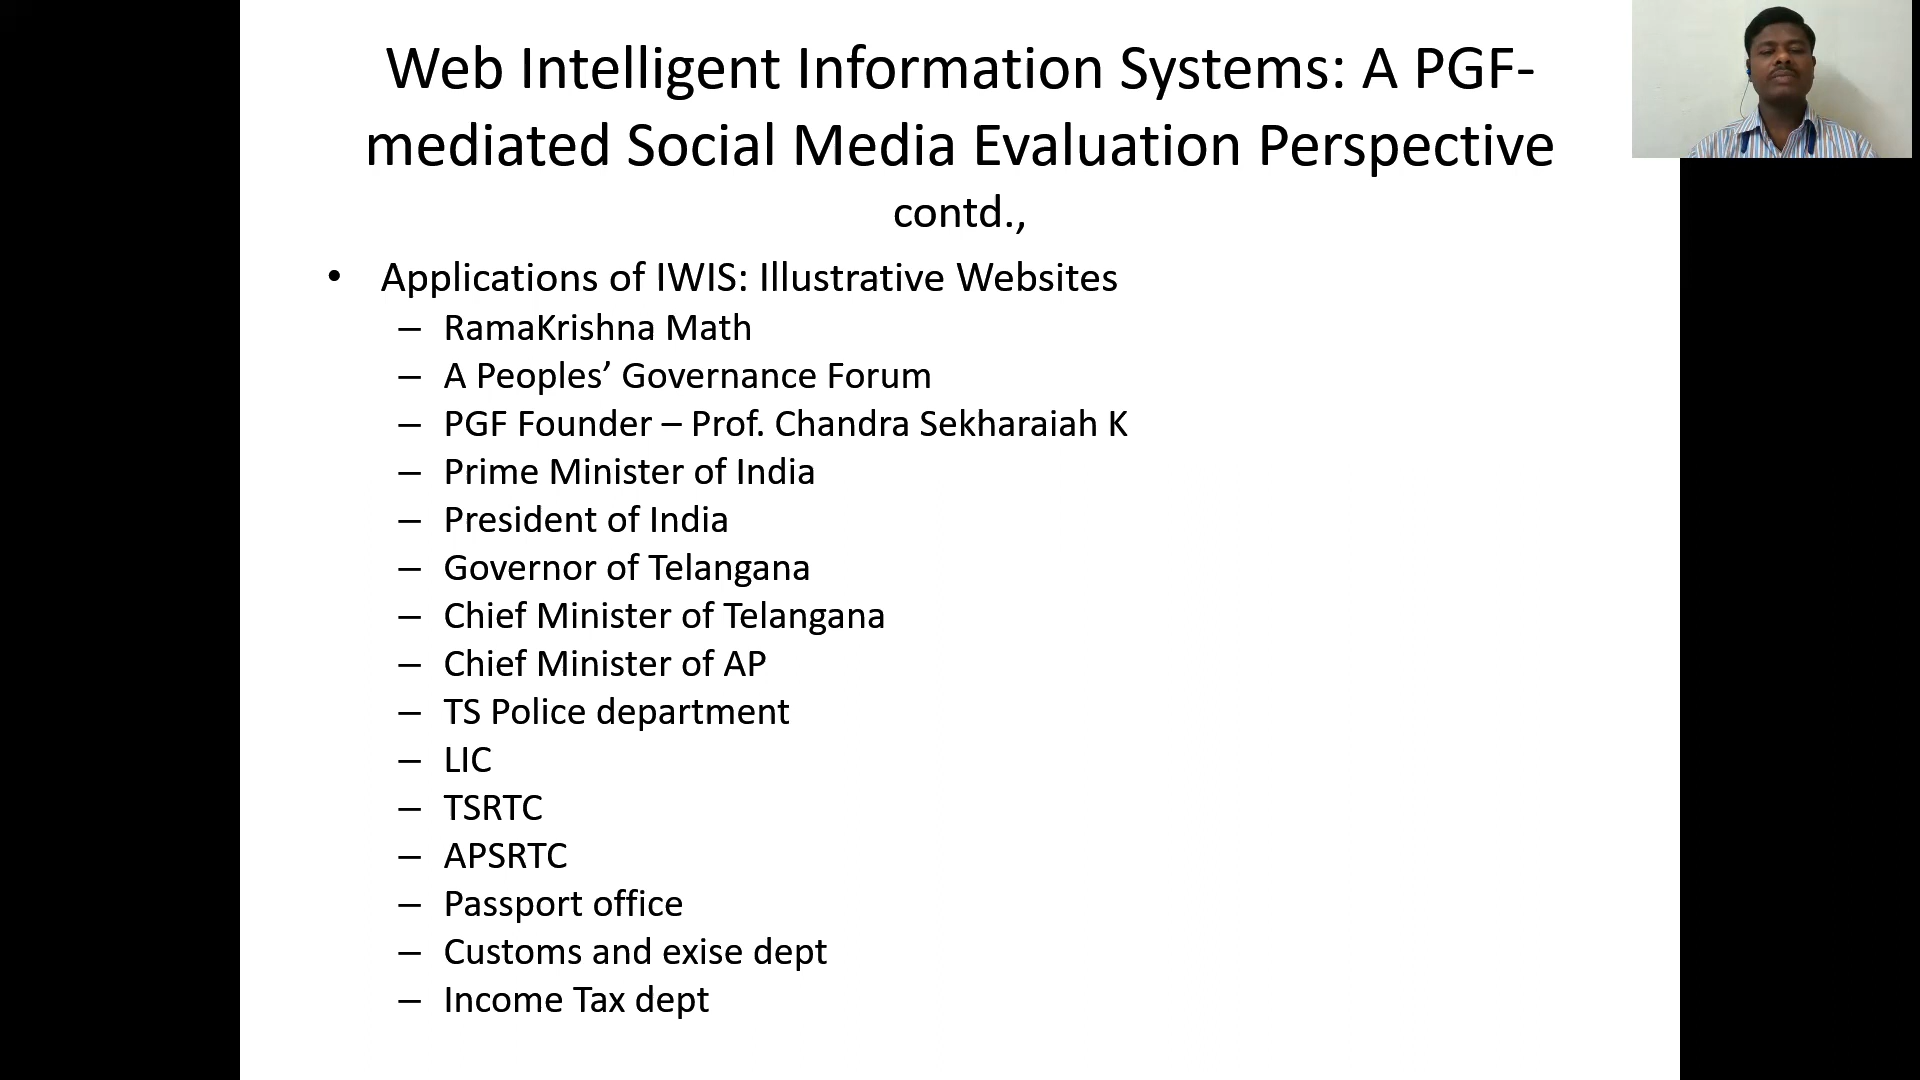 Web Intelligent Information Systems: A PGF-
mediated Social Media Evaluation Perspective
contd.,
• Applications of IWIS: Illustrative Websites
– RamaKrishna Math
– A Peoples’ Governance Forum
– PGF Founder – Prof. Chandra Sekharaiah K
– Prime Minister of India
– President of India
– Governor of Telangana
– Chief Minister of Telangana
– Chief Minister of AP
– TS Police department
– LIC
– TSRTC
– APSRTC
– Passport office
– Customs and exise dept
– Income Tax dept